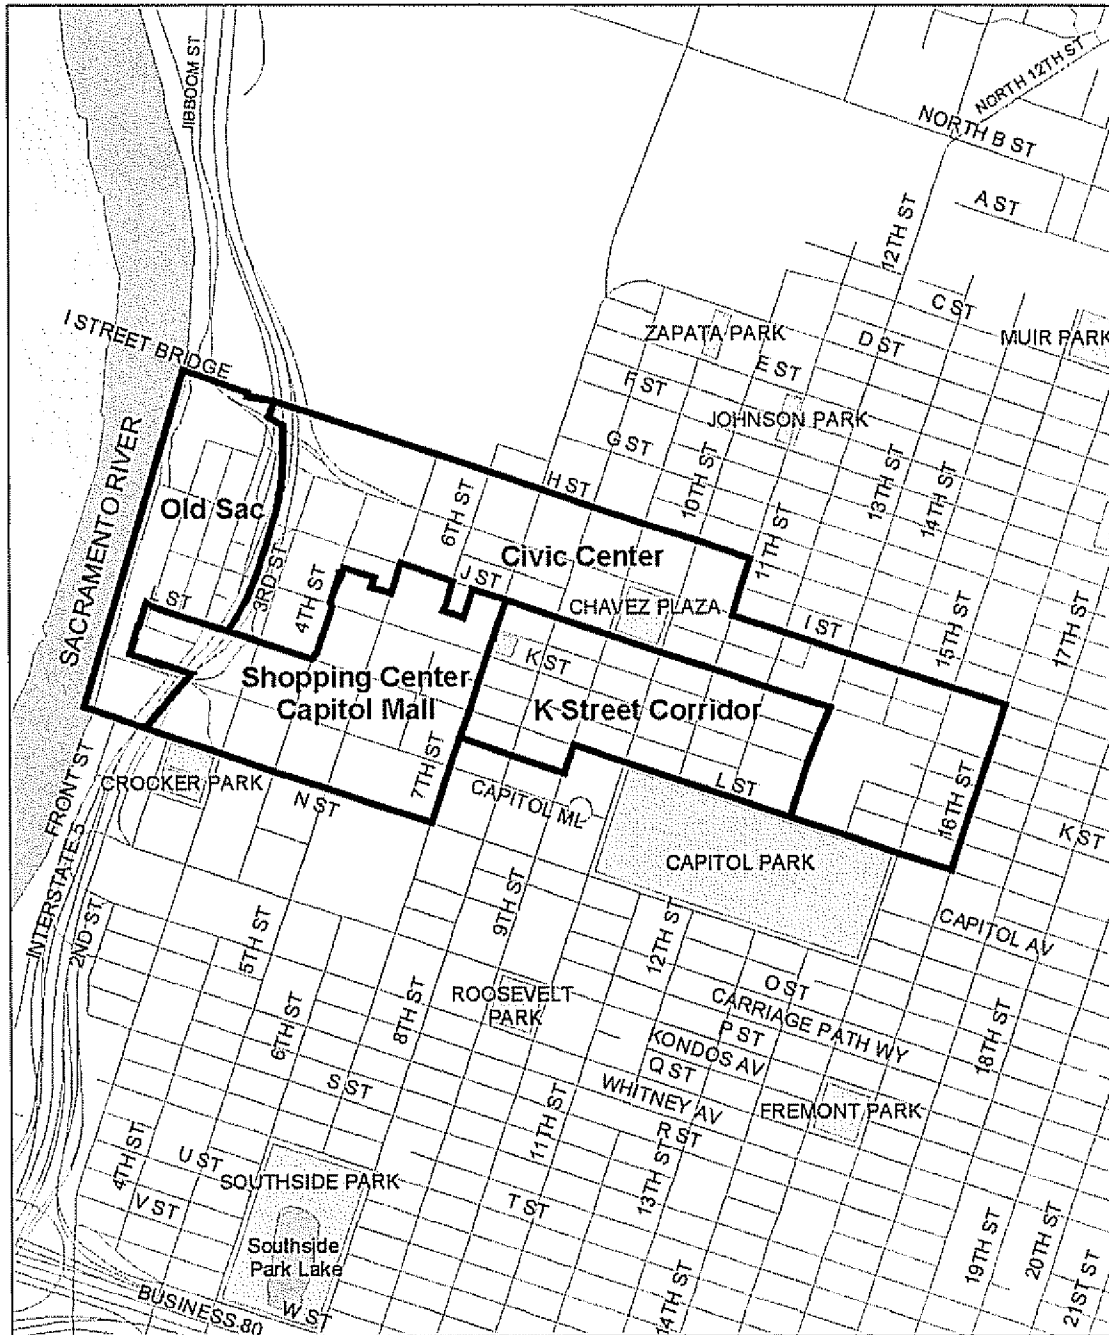 JIBBOOM ST
NORTH 12TH ST
NORTH B ST
A ST
12TH ST
C ST
I STREET BRIDGE
ZAPATA PARK
D ST
MUIR PARK
E ST
F ST
JOHNSON PARK
G ST
SACRAMENTO RIVER
10TH ST
13TH ST
14TH ST
H ST
Old Sac
6TH ST
Civic Center
11TH ST
3RD ST
J ST
4TH ST
CHAVEZ PLAZA
L ST
I ST
15TH ST
17TH ST
K ST
Shopping Center
Capitol Mall
K Street Corridor
7TH ST
FRONT ST
CROCKER PARK
N ST
CAPITOL ML
L ST
16TH ST
K ST
CAPITOL PARK
INTERSTATE 5
2ND ST
9TH ST
12TH ST
CAPITOL AV
5TH ST
ROOSEVELT
PARK
O ST
CARRIAGE PATH WY
6TH ST
8TH ST
P ST
KONDOS AV
Q ST
WHITNEY AV
18TH ST
S ST
FREMONT PARK
R ST
11TH ST
4TH ST
U ST
SOUTHSIDE PARK
13TH ST
V ST
T ST
Southside
Park Lake
19TH ST
20TH ST
21ST ST
BUSINESS 80
W ST
14TH ST